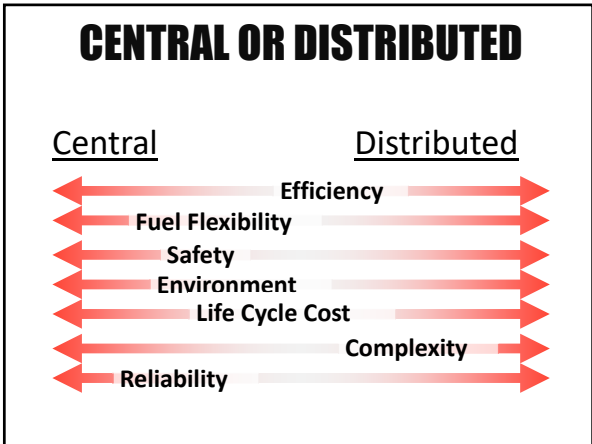 CENTRAL OR DISTRIBUTED
Central Distributed
Efficiency
Fuel Flexibility
Safety
Environment
Life Cycle Cost
Complexity
Reliability